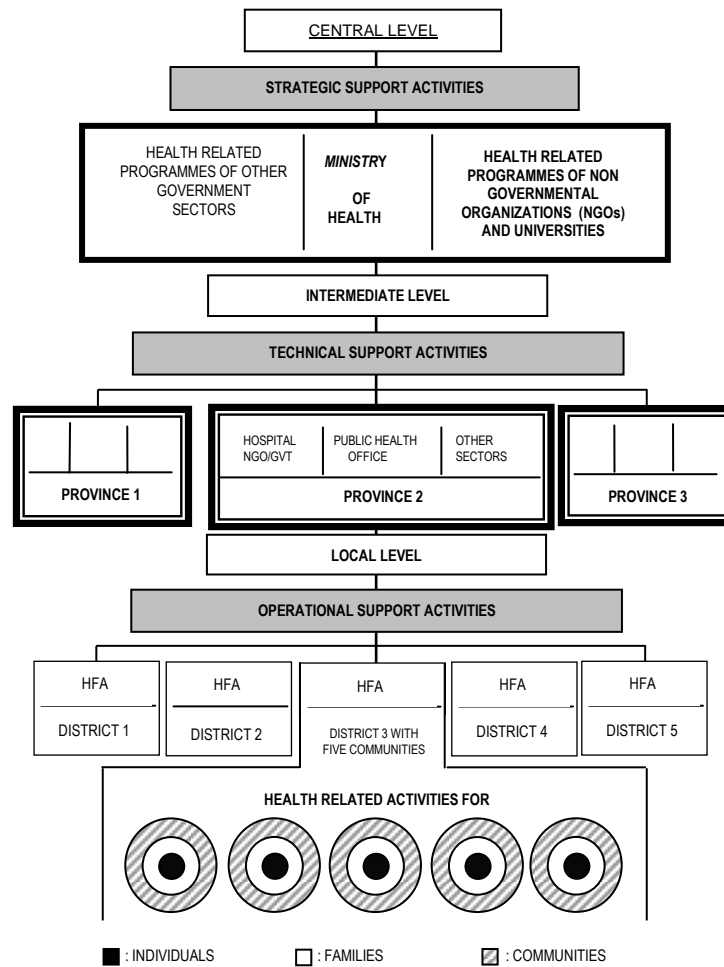 CENTRAL LEVEL
STRATEGIC SUPPORT ACTIVITIES
HEALTH RELATED
PROGRAMMES OF OTHER
GOVERNMENT
SECTORS
MINISTRY
OF
HEALTH
HEALTH RELATED
PROGRAMMES OF NON
GOVERNMENTAL
ORGANIZATIONS (NGOs)
AND UNIVERSITIES
INTERMEDIATE LEVEL
TECHNICAL SUPPORT ACTIVITIES
PROVINCE 1
HOSPITAL
NGO/GVT
PUBLIC HEALTH
OFFICE
OTHER
SECTORS
PROVINCE 2
PROVINCE 3
LOCAL LEVEL
OPERATIONAL SUPPORT ACTIVITIES
HFA
DISTRICT 1
HFA
DISTRICT 2
HFA
DISTRICT 3 WITH
FIVE COMMUNITIES
HFA
DISTRICT 4
HFA
DISTRICT 5
HEALTH RELATED ACTIVITIES FOR
: INDIVIDUALS
: FAMILIES
: COMMUNITIES